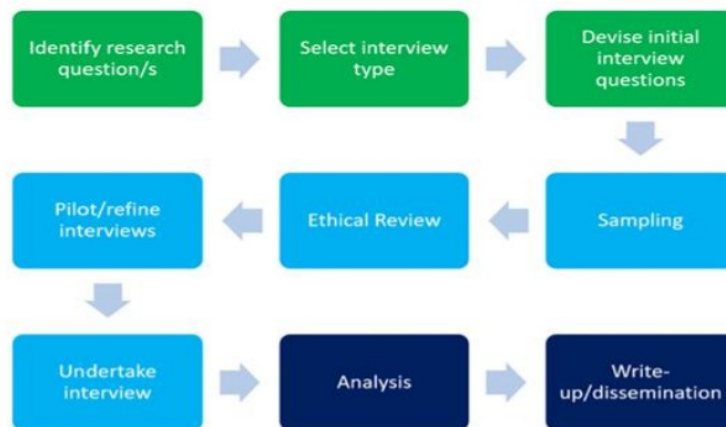 Identify research
question/s
Select interview
type
Devise initial
interview
questions
Sampling
Ethical Review
Pilot/refine
interviews
Undertake
interview
Analysis
Write-
up/dissemination